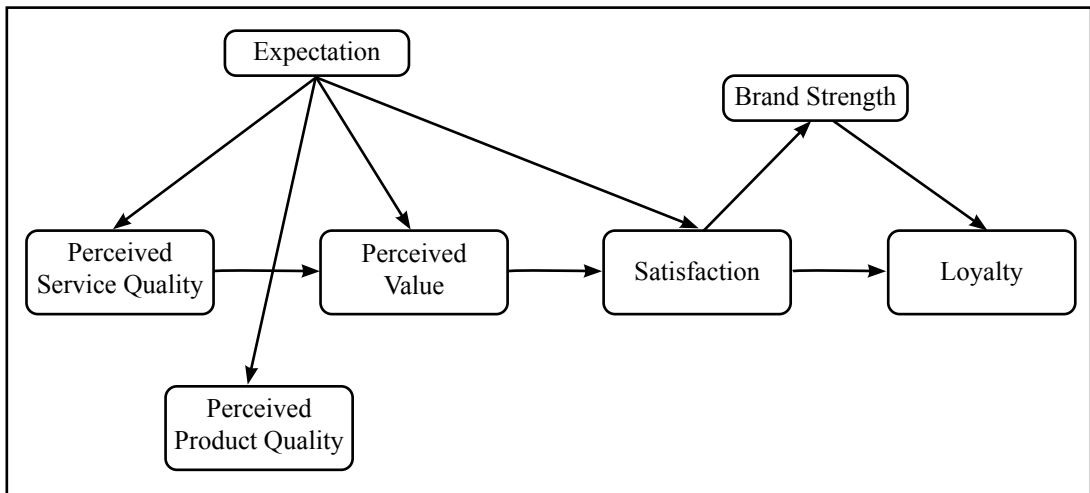 Expectation
Brand Strength
Perceived
Service Quality
Perceived
Value
Satisfaction
Loyalty
Perceived
Product Quality